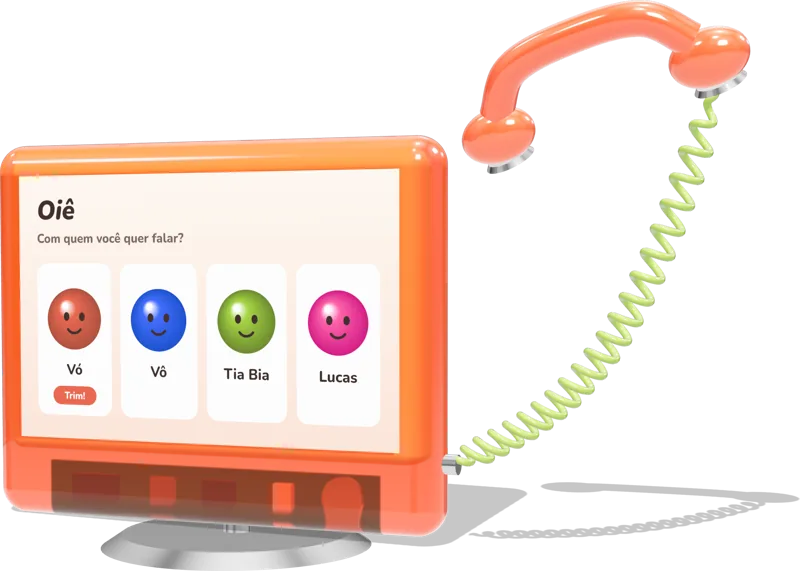 Oiê
Com quem você quer falar?
Vó
Vô
Tia Bia
Lucas
Trim!